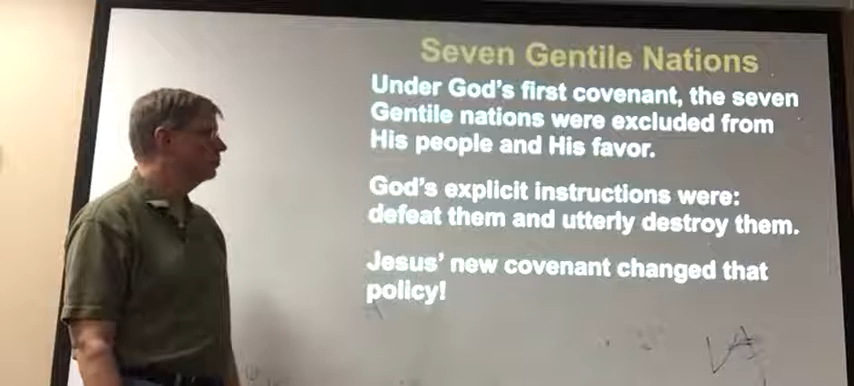 Seven Gentile Nations
Under God's first covenant, the seven
Gentile nations were excluded from
His people and His favor.
God's explicit instructions were:
defeat them and utterly destroy them.
Jesus' new covenant changed that
policy!